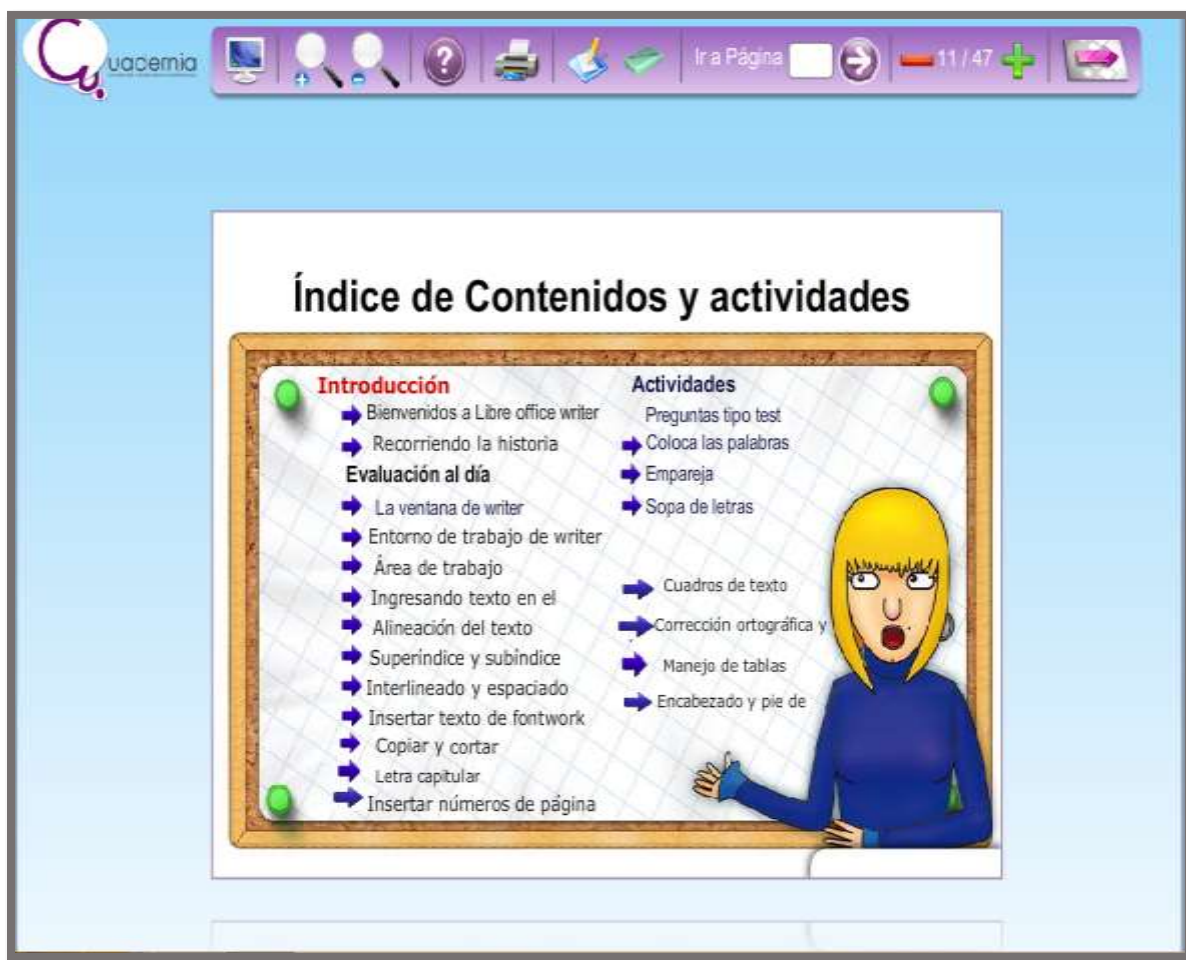 Cuadernia
Ir a Página
11 / 47
Índice de Contenidos y actividades
Introducción
Bienvenidos a Libre office writer
Recorriendo la historia
Evaluación al día
La ventana de writer
Entorno de trabajo de writer
Área de trabajo
Ingresando texto en el
Alineación del texto
Superíndice y subíndice
Interlineado y espaciado
Insertar texto de fontwork
Copiar y cortar
Letra capitular
Insertar números de página
Actividades
Preguntas tipo test
Coloca las palabras
Empareja
Sopa de letras
Cuadros de texto
Corrección ortográfica y
Manejo de tablas
Encabezado y pie de